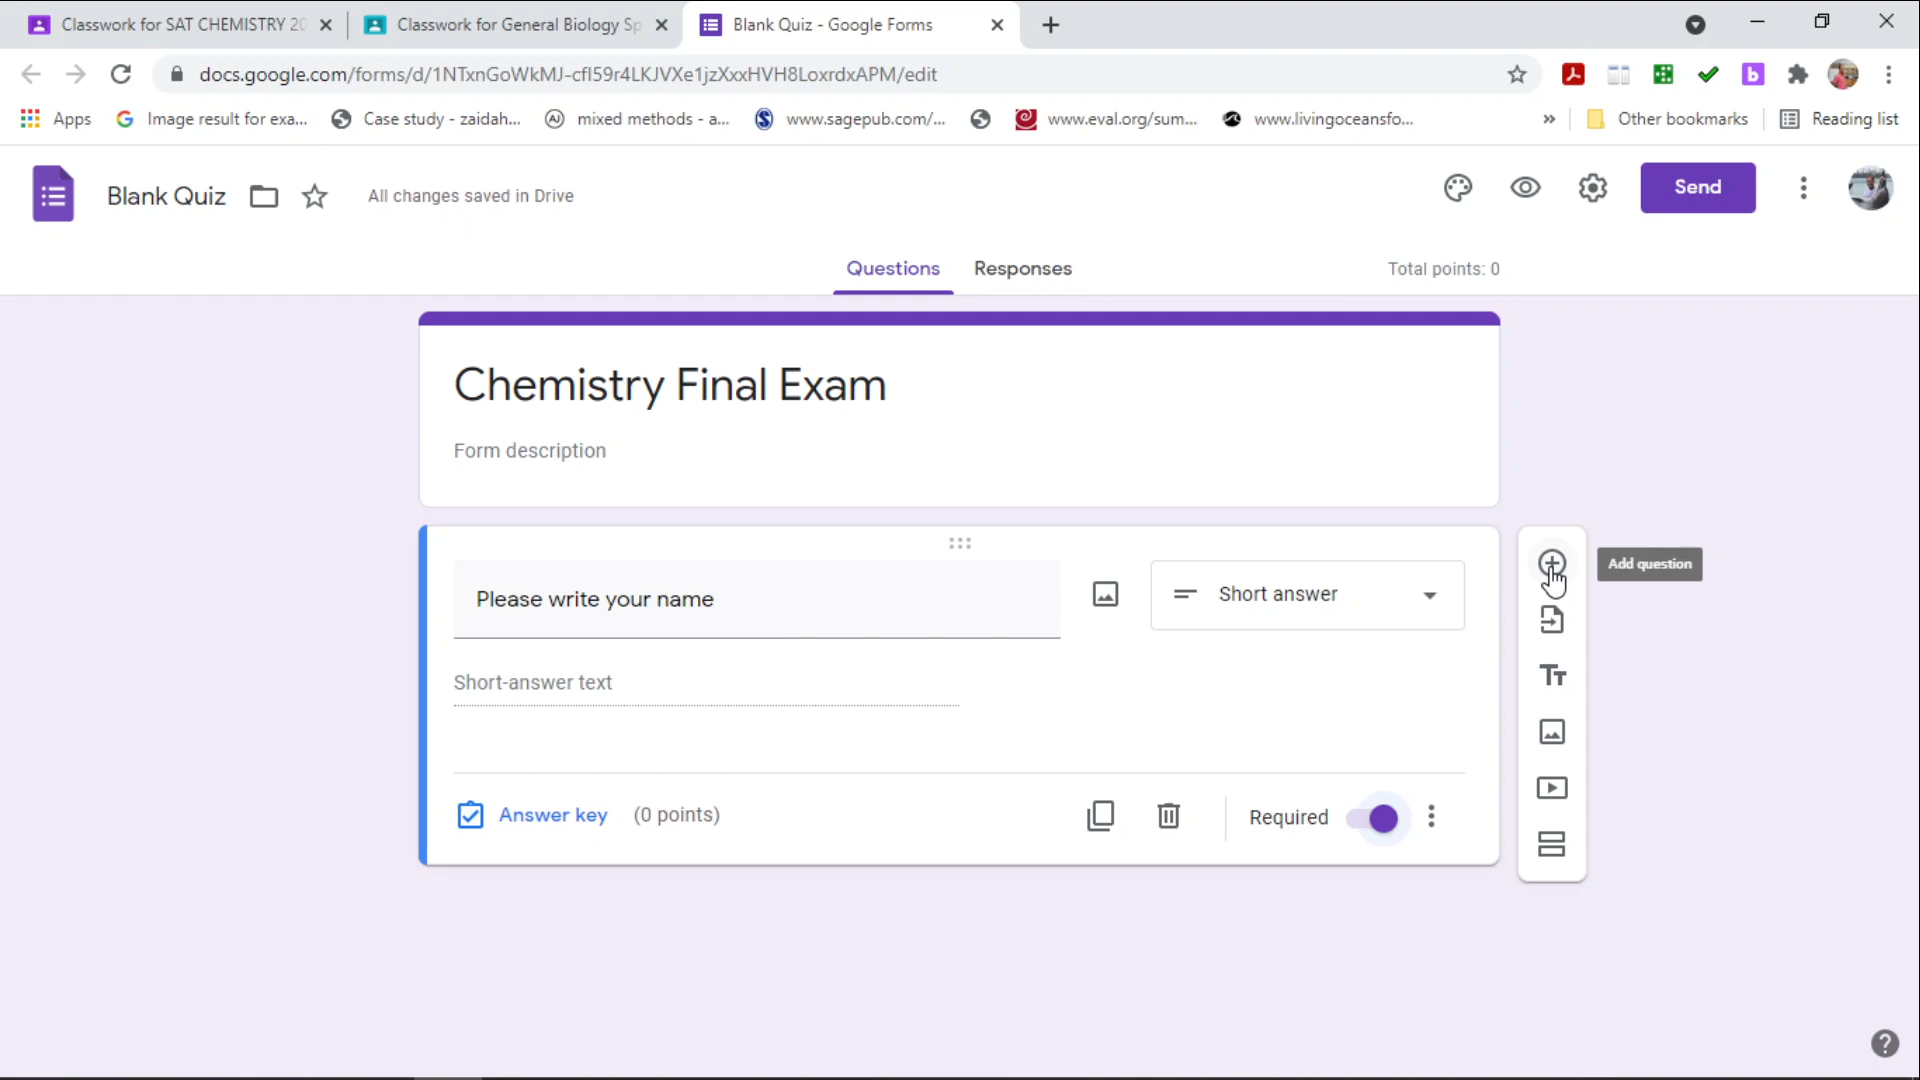 Classwork for SAT CHEMISTRY 20
Classwork for General Biology Sp
Blank Quiz - Google Forms
docs.google.com/forms/d/1NTxnGoWkMJ-cfI59r4LKJVXe1jzXxxHVH8LoxrdxAPM/edit
Apps
Image result for exa...
Case study - zaidah...
mixed methods - a...
www.sagepub.com/...
www.eval.org/sum...
www.livingoceansfo...
Other bookmarks
Reading list
Blank Quiz
All changes saved in Drive
Send
Questions
Responses
Total points: 0
Chemistry Final Exam
Form description
Please write your name
Short answer
Add question
Short-answer text
Answer key
(0 points)
Required